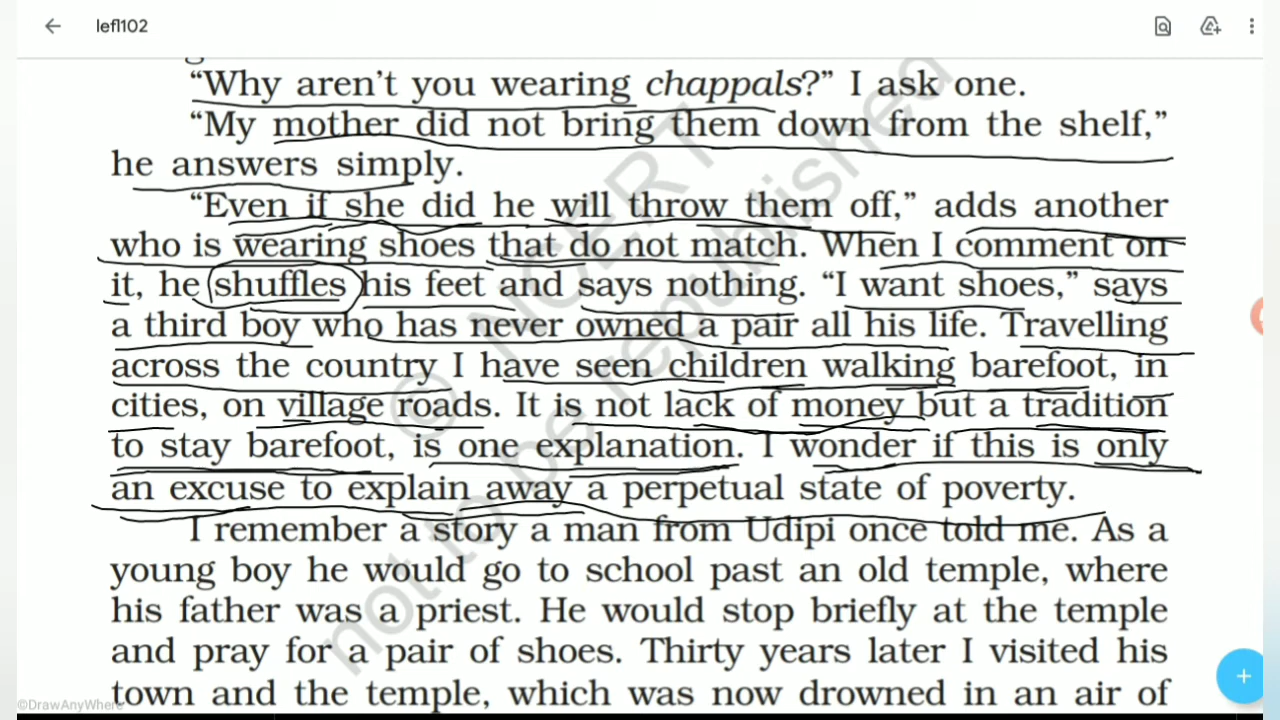 lefl102
"Why aren't you wearing chappals?" I ask one.
"My mother did not bring them down from the shelf,"
he answers simply.
"Even if she did he will throw them off," adds another
who is wearing shoes that do not match. When I comment on
it, he shuffles his feet and says nothing. "I want shoes," says
a third boy who has never owned a pair all his life. Travelling
across the country I have seen children walking barefoot, in
cities, on village roads. It is not lack of money but a tradition
to stay barefoot, is one explanation. I wonder if this is only
an excuse to explain away a perpetual state of poverty.
I remember a story a man from Udipi once told me. As a
young boy he would go to school past an old temple, where
his father was a priest. He would stop briefly at the temple
and pray for a pair of shoes. Thirty years later I visited his
town and the temple, which was now drowned in an air of
© NCERT
not to be republished
©DrawAnyWhere